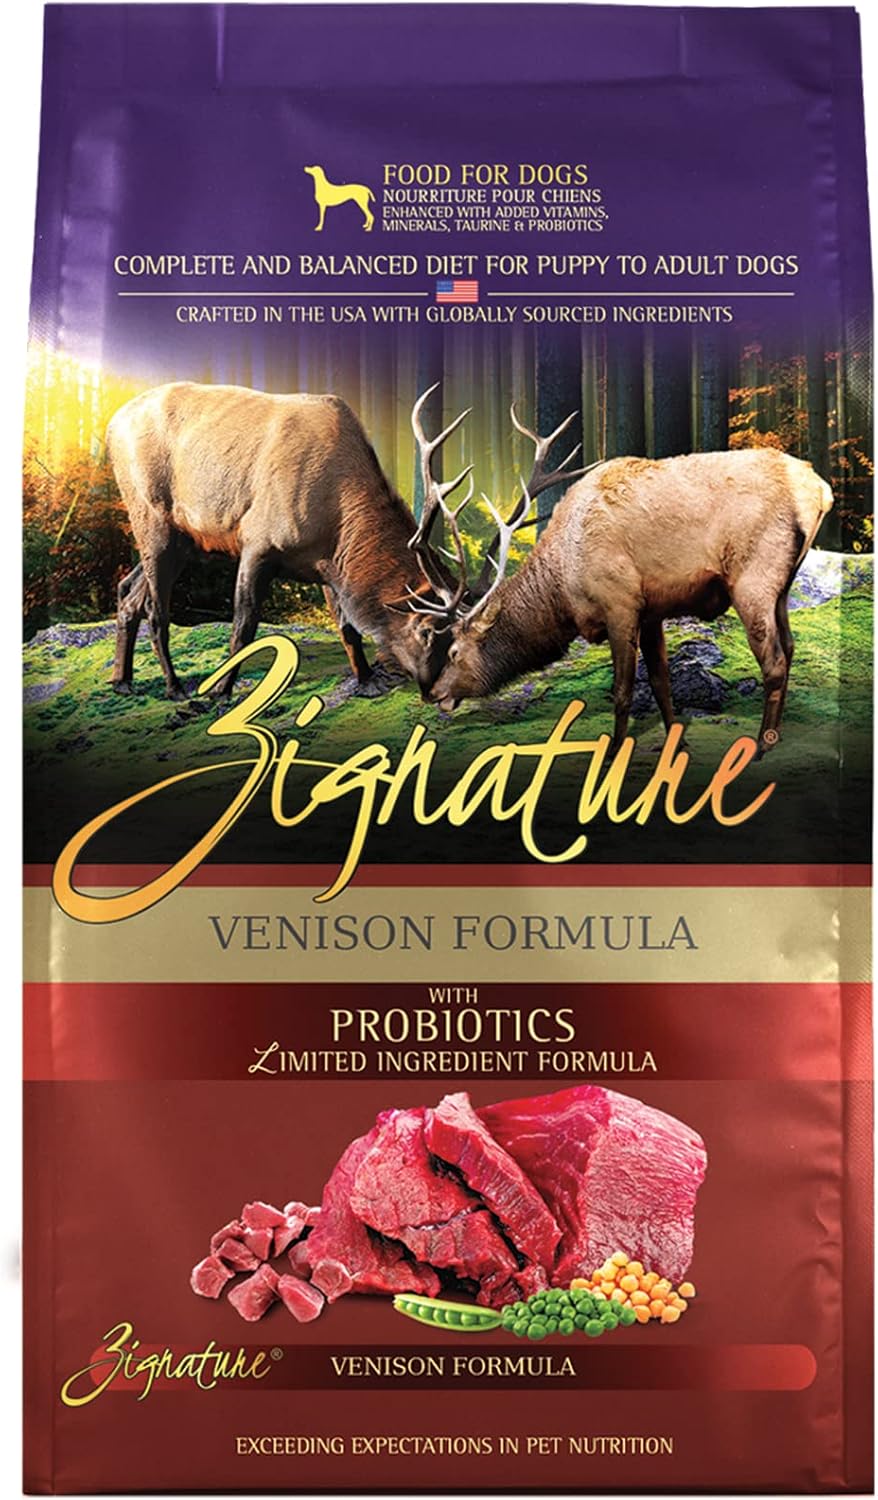 FOOD FOR DOGS
NOURRITURE POUR CHIENS
ENHANCED WITH ADDED VITAMINS,
MINERALS, TAURINE & PROBIOTICS
COMPLETE AND BALANCED DIET FOR PUPPY TO ADULT DOGS
CRAFTED IN THE USA WITH GLOBALLY SOURCED INGREDIENTS
Zignature®
VENISON FORMULA
WITH
PROBIOTICS
LIMITED INGREDIENT FORMULA
Zignature® VENISON FORMULA
EXCEEDING EXPECTATIONS IN PET NUTRITION